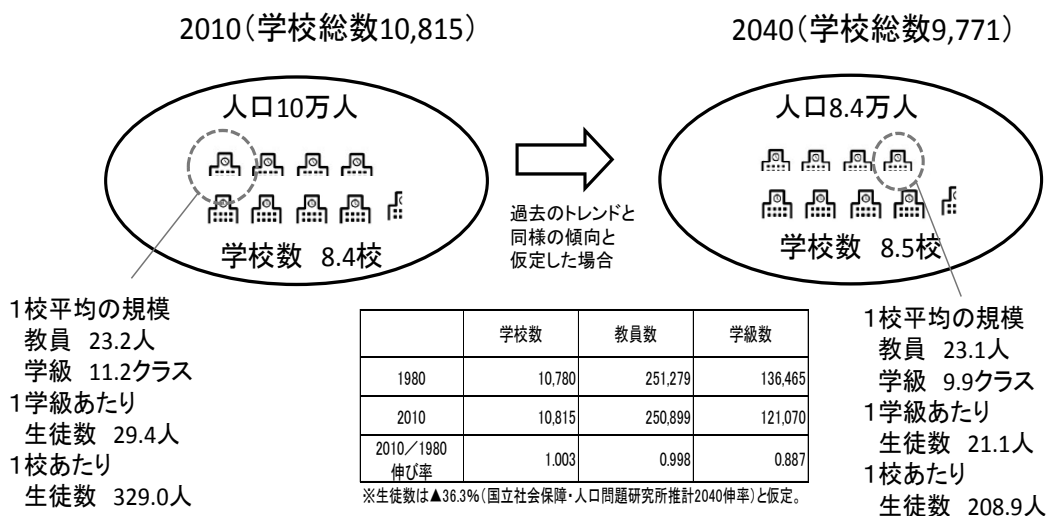 2010(学校総数10,815)
2040(学校総数9,771)
人口10万人
学校数 8.4校
過去のトレンドと
同様の傾向と
仮定した場合
人口8.4万人
学校数 8.5校
1校平均の規模
教員 23.2人
学級 11.2クラス
1学級あたり
生徒数 29.4人
1校あたり
生徒数 329.0人
学校数 教員数 学級数
1980 10,780 251,279 136,465
2010 10,815 250,899 121,070
2010/1980
伸び率 1.003 0.998 0.887
※生徒数は▲36.3%(国立社会保障・人口問題研究所推計2040伸率)と仮定。
1校平均の規模
教員 23.1人
学級 9.9クラス
1学級あたり
生徒数 21.1人
1校あたり
生徒数 208.9人